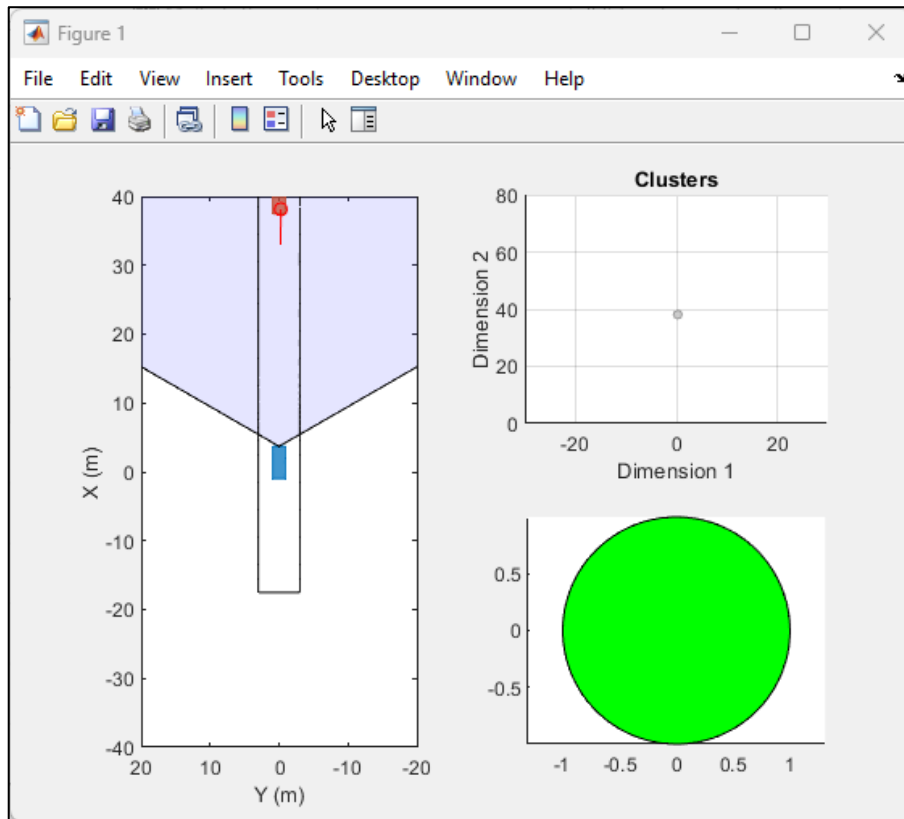 Figure 1
File Edit View Insert Tools Desktop Window Help
40
30
20
10
0
-10
-20
-30
-40
X (m)
20 10 0 -10 -20
Y (m)
Clusters
80
60
40
20
0
Dimension 2
-20 0 20
Dimension 1
0.5
0
-0.5
-1 -0.5 0 0.5 1